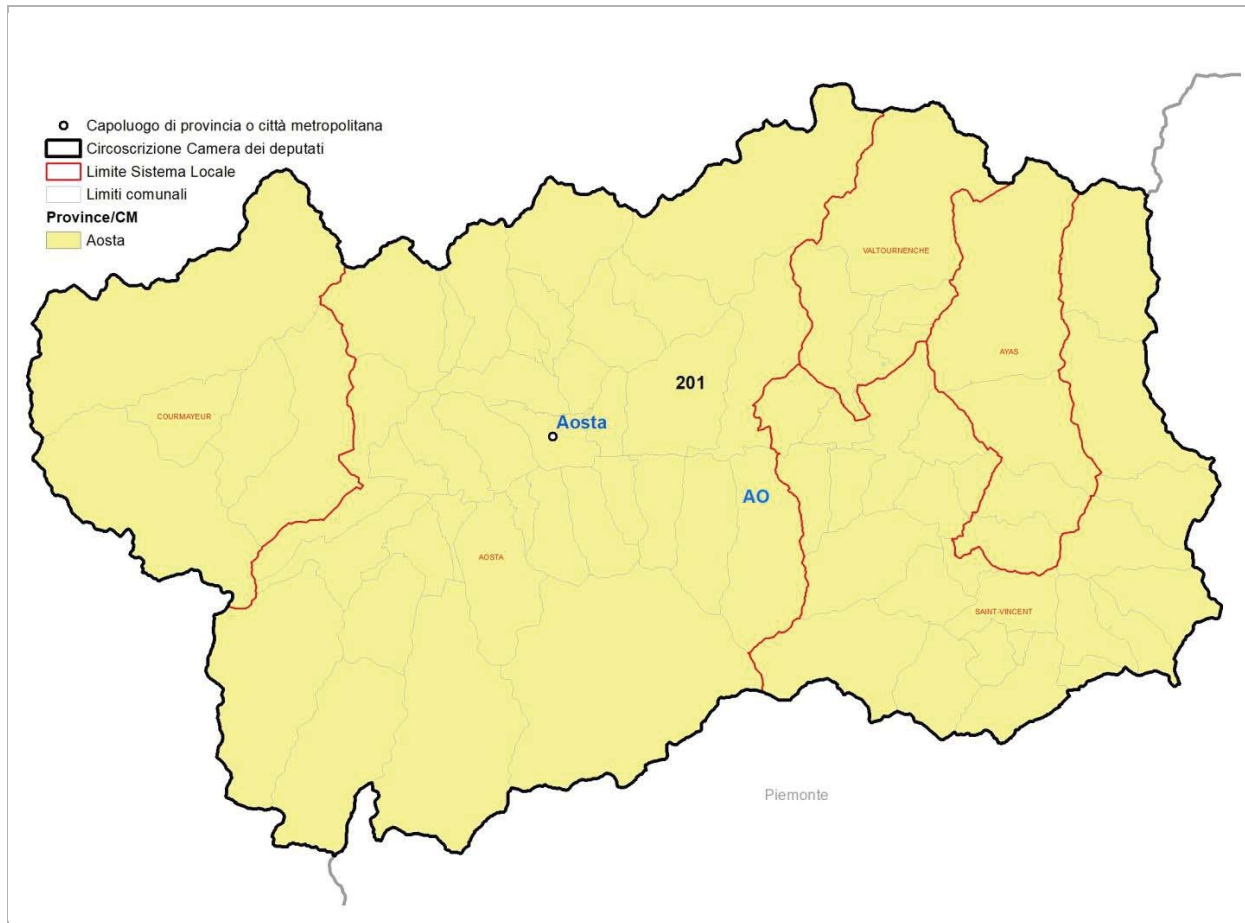 Capoluogo di provincia o città metropolitana
Circoscrizione Camera dei deputati
Limite Sistema Locale
Limiti comunali
Province/CM
Aosta
VALTOURNENCHE
AYAS
201
COURMAYEUR
Aosta
AO
AOSTA
SAINT-VINCENT
Piemonte